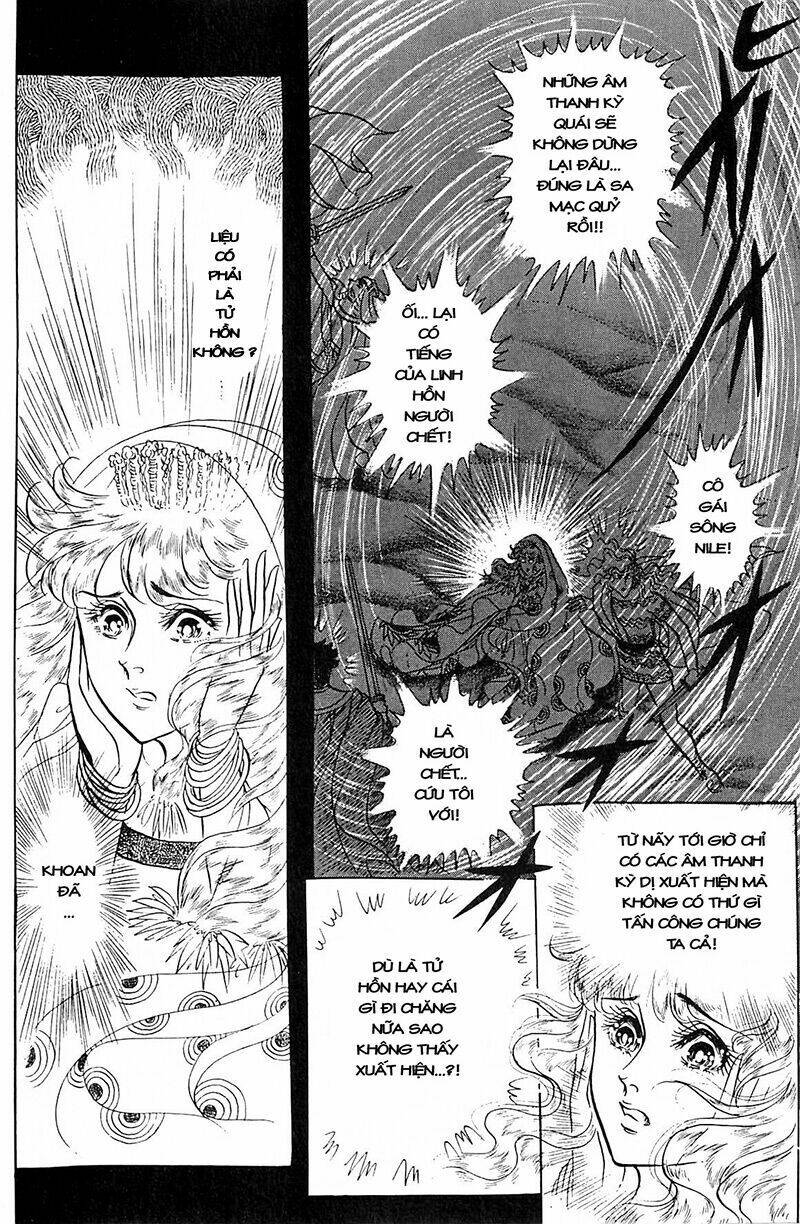 NHỮNG ÂM
THANH KỲ
QUÁI SẼ
KHÔNG DỪNG
LẠI ĐÂU...
ĐÚNG LÀ SA
MẠC QUỶ
RỒI!!
ỐI... LẠI
CÓ
TIẾNG
CỦA LINH
HỒN
NGƯỜI
CHẾT!
CÔ
GÁI
SÔNG
NILE!
LÀ
NGƯỜI
CHẾT...
CỨU TÔI
VỚI!
TỪ NÃY TỚI GIỜ CHỈ
CÓ CÁC ÂM THANH
KỲ DỊ XUẤT HIỆN MÀ
KHÔNG CÓ THỨ GÌ
TẤN CÔNG CHÚNG
TA CẢ!
DÙ LÀ TỬ
HỒN HAY CÁI
GÌ ĐI CHĂNG
NỮA SAO
KHÔNG THẤY
XUẤT HIỆN...?!
LIỆU
CÓ
PHẢI
LÀ
TỬ
HỒN
KHÔNG?
...
KHOAN
ĐÃ
...